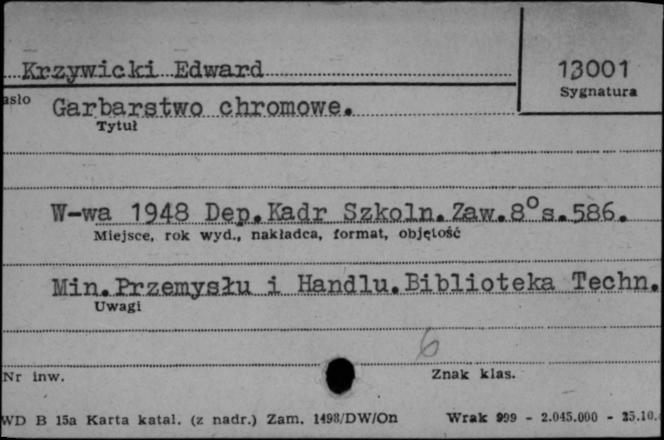 Krzywicki Edward
13001
Sygnatura
asło
Garbarstwo chromowe.
Tytuł
W-wa 1948 Dep.Kadr Szkoln.Zaw.8°s.586.
Miejsce, rok wyd., nakładca, format, objętość
Min.Przemysłu i Handlu.Biblioteka Techn.
Uwagi
6
Nr inw.
Znak klas.
WD B 15a Karta katal. (z nadr.) Zam. 1498/DW/On Wrak 999 - 2.045.000 - 25.10.